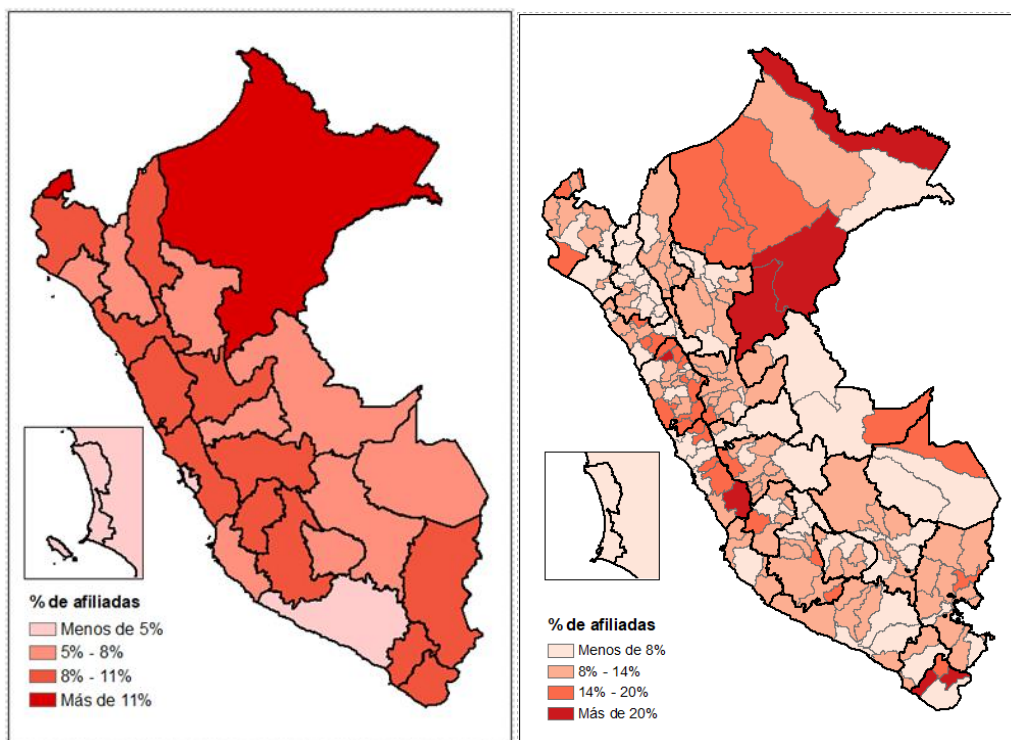 % de afiliadas
Menos de 5%
5% - 8%
8% - 11%
Más de 11%
% de afiliadas
Menos de 8%
8% - 14%
14% - 20%
Más de 20%